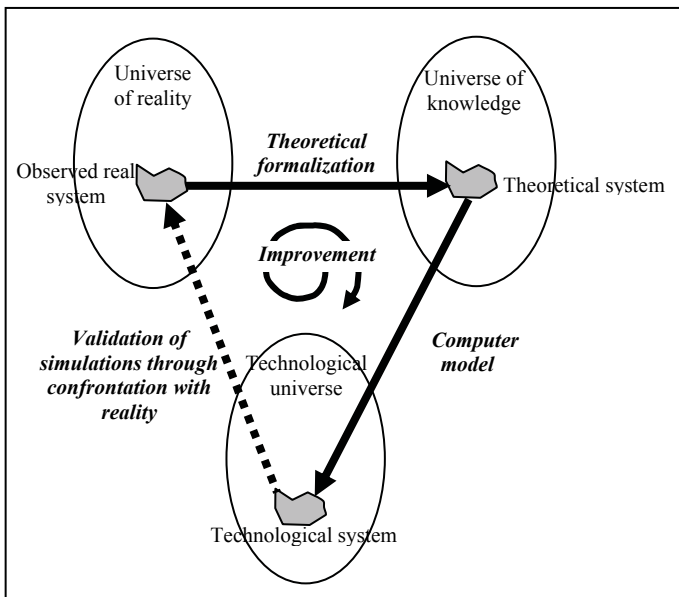 Universe
of reality
Universe of
knowledge
Theoretical
formalization
Observed real
system
Theoretical system
Improvement
Validation of
simulations through
confrontation with
reality
Computer
model
Technological
universe
Technological system